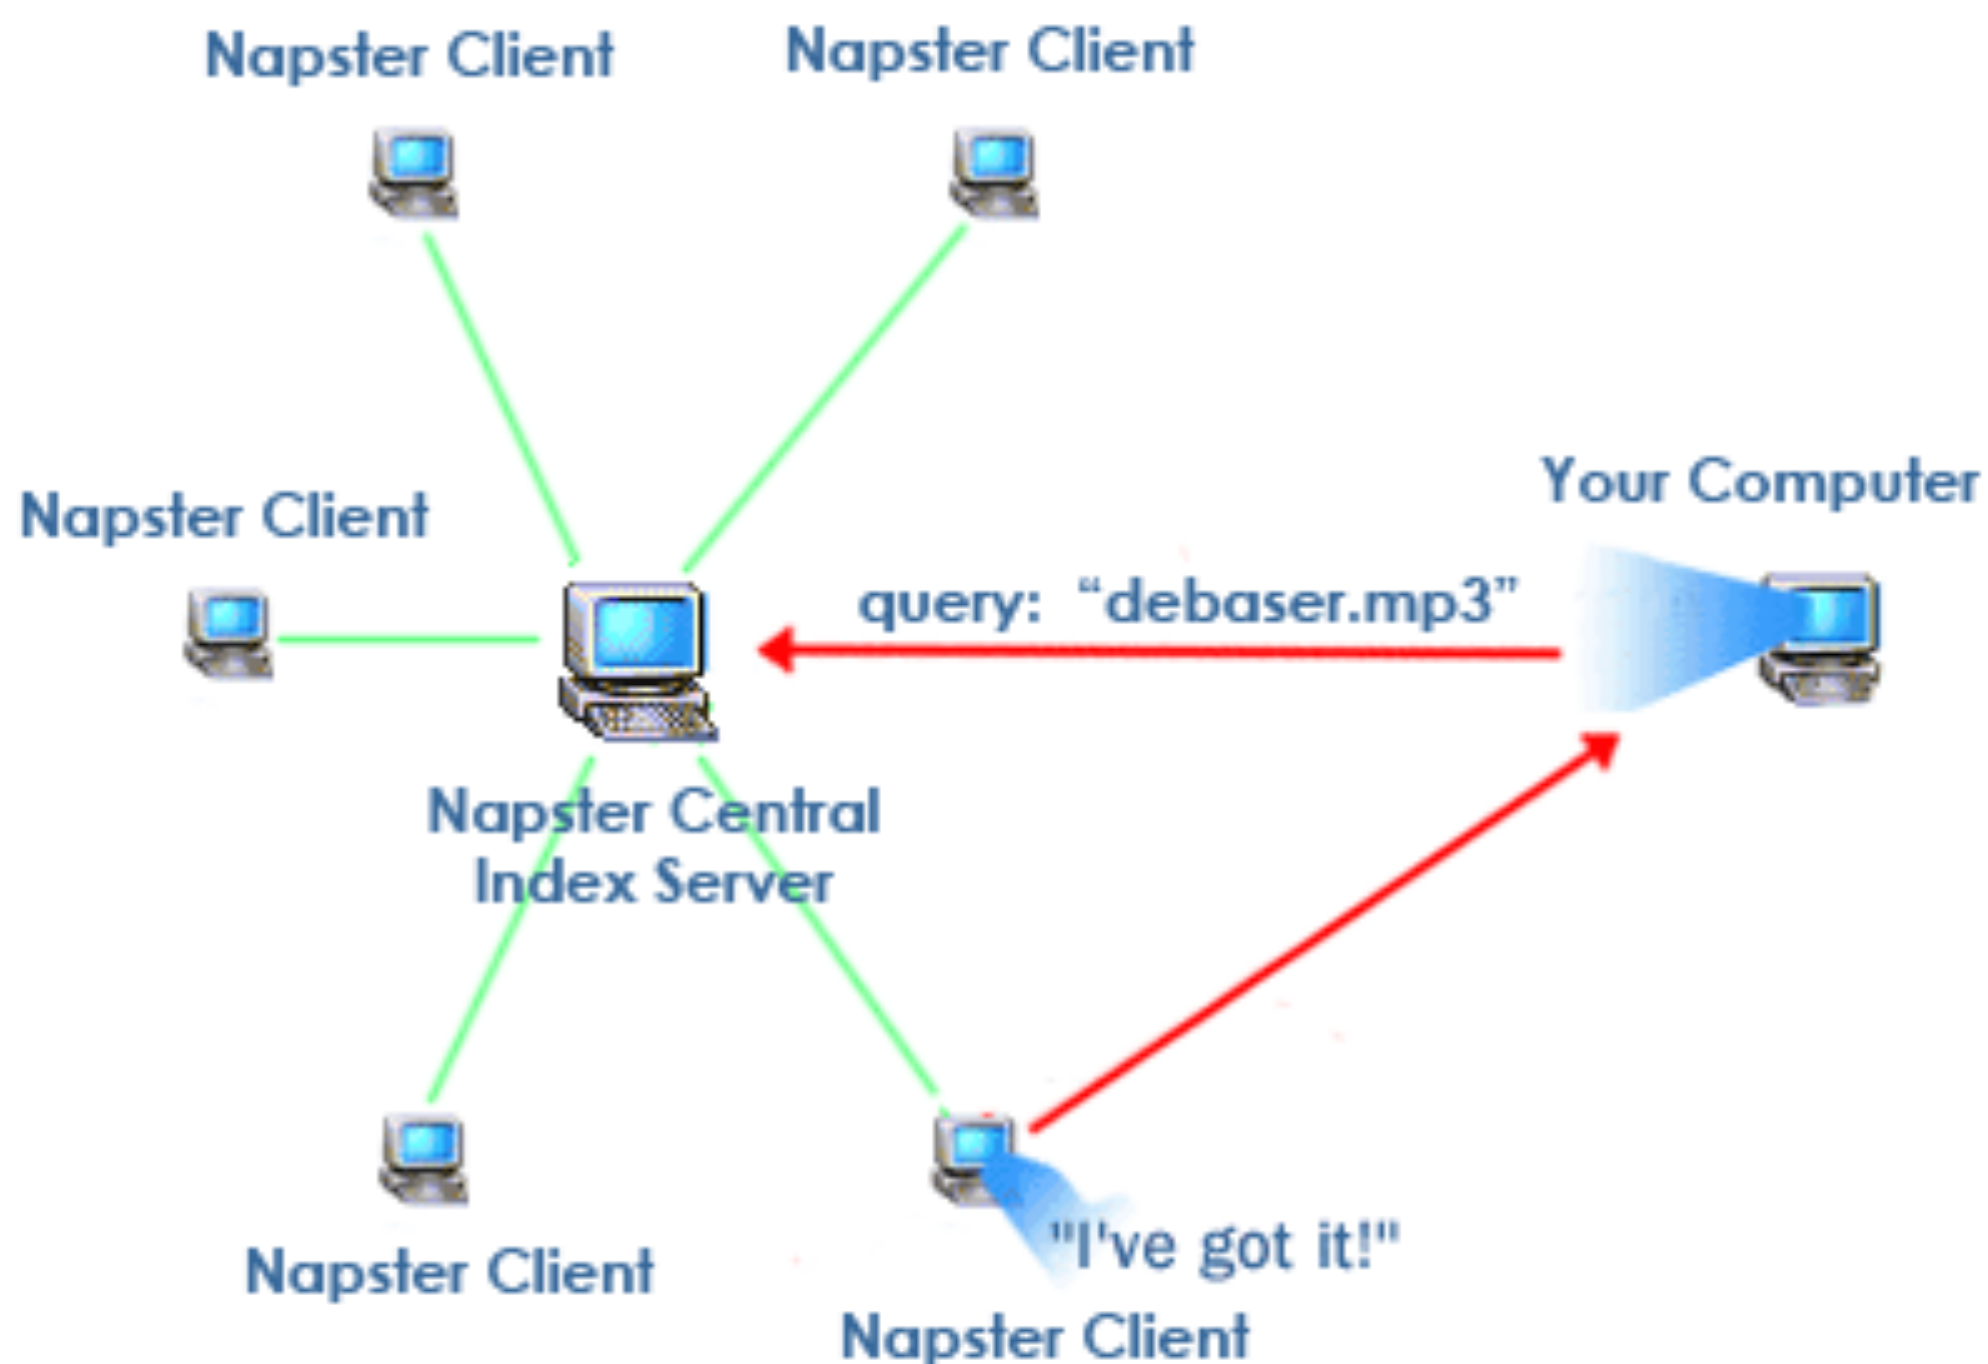 Napster Client
Napster Client
Your Computer
Napster Client
query: “debaser.mp3”
Napster Central
Index Server
"I've got it!"
Napster Client
Napster Client